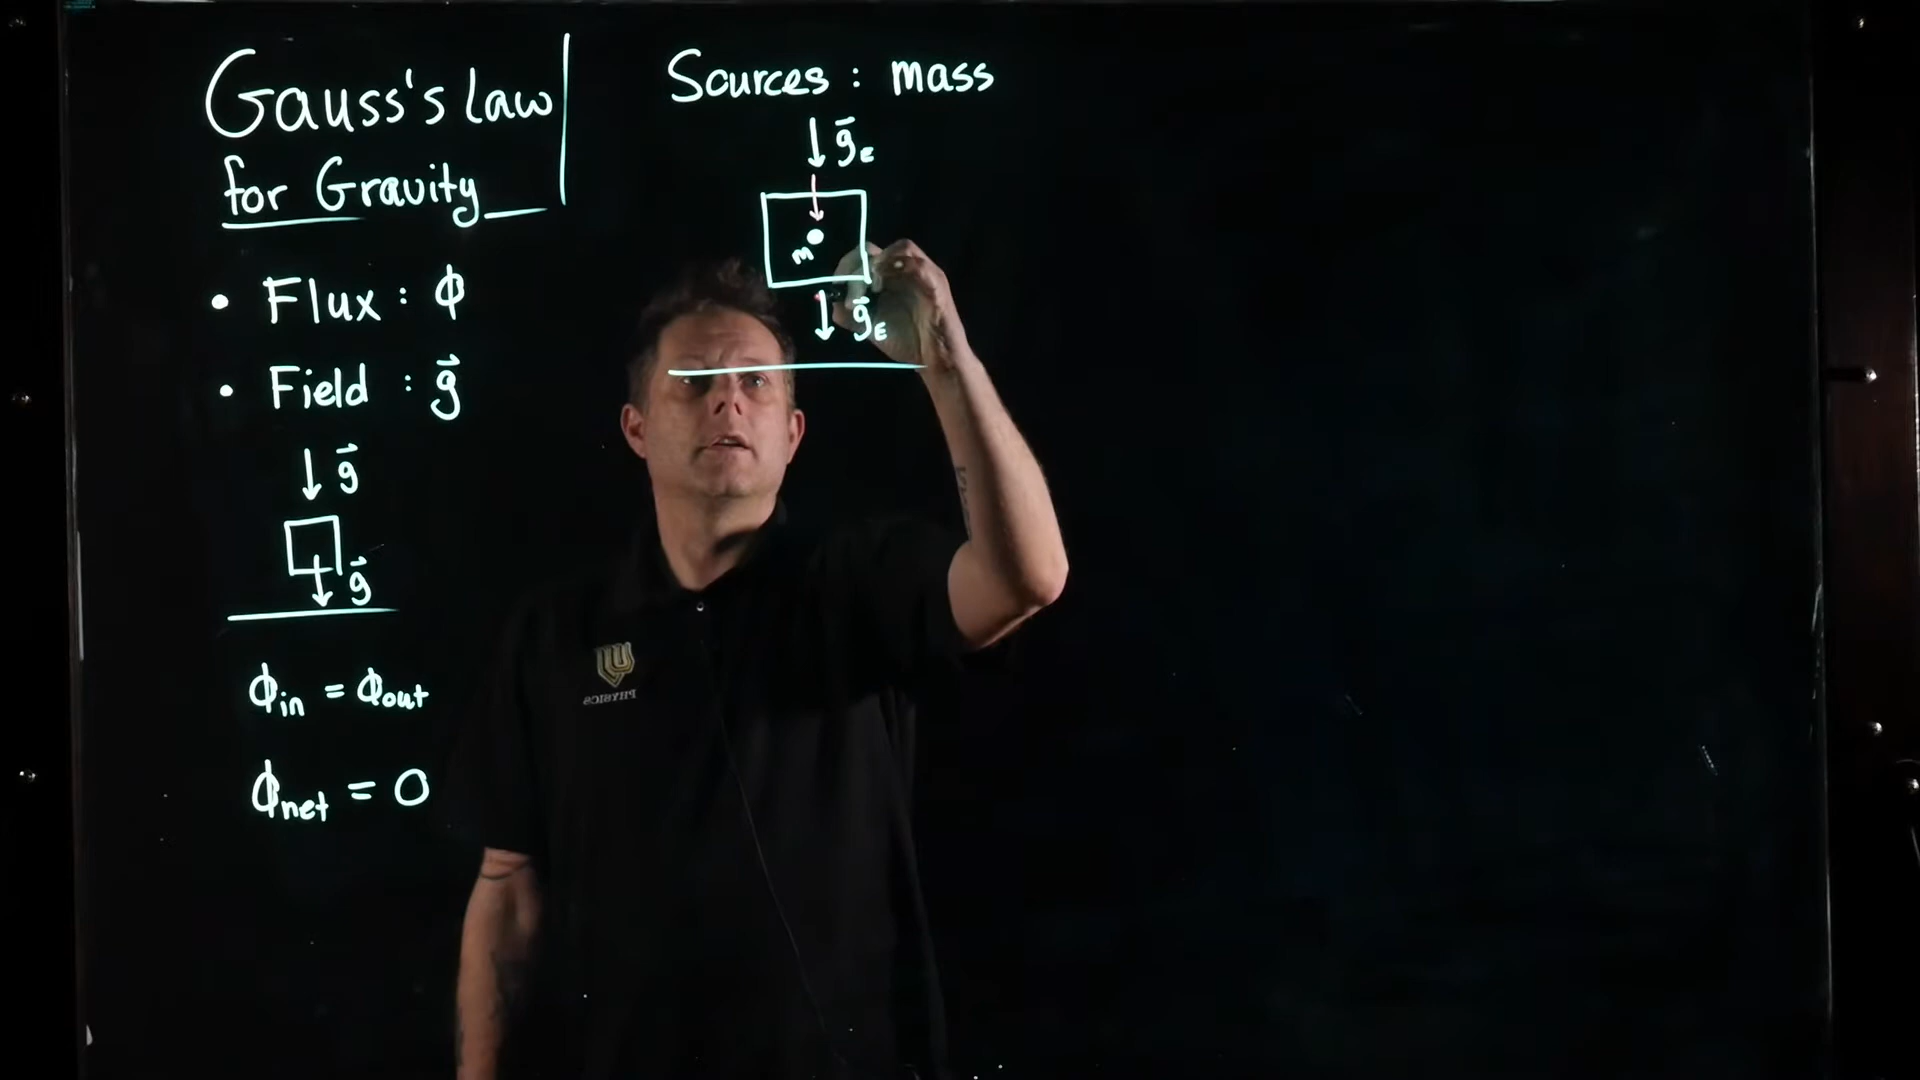 Gauss's Law
for Gravity
• Flux : ϕ
• Field : g⃗
↓ g⃗
g⃗
ϕin = ϕout
ϕnet = 0
Sources : mass
↓ g⃗E
m
↓ g⃗E
PHYSICS